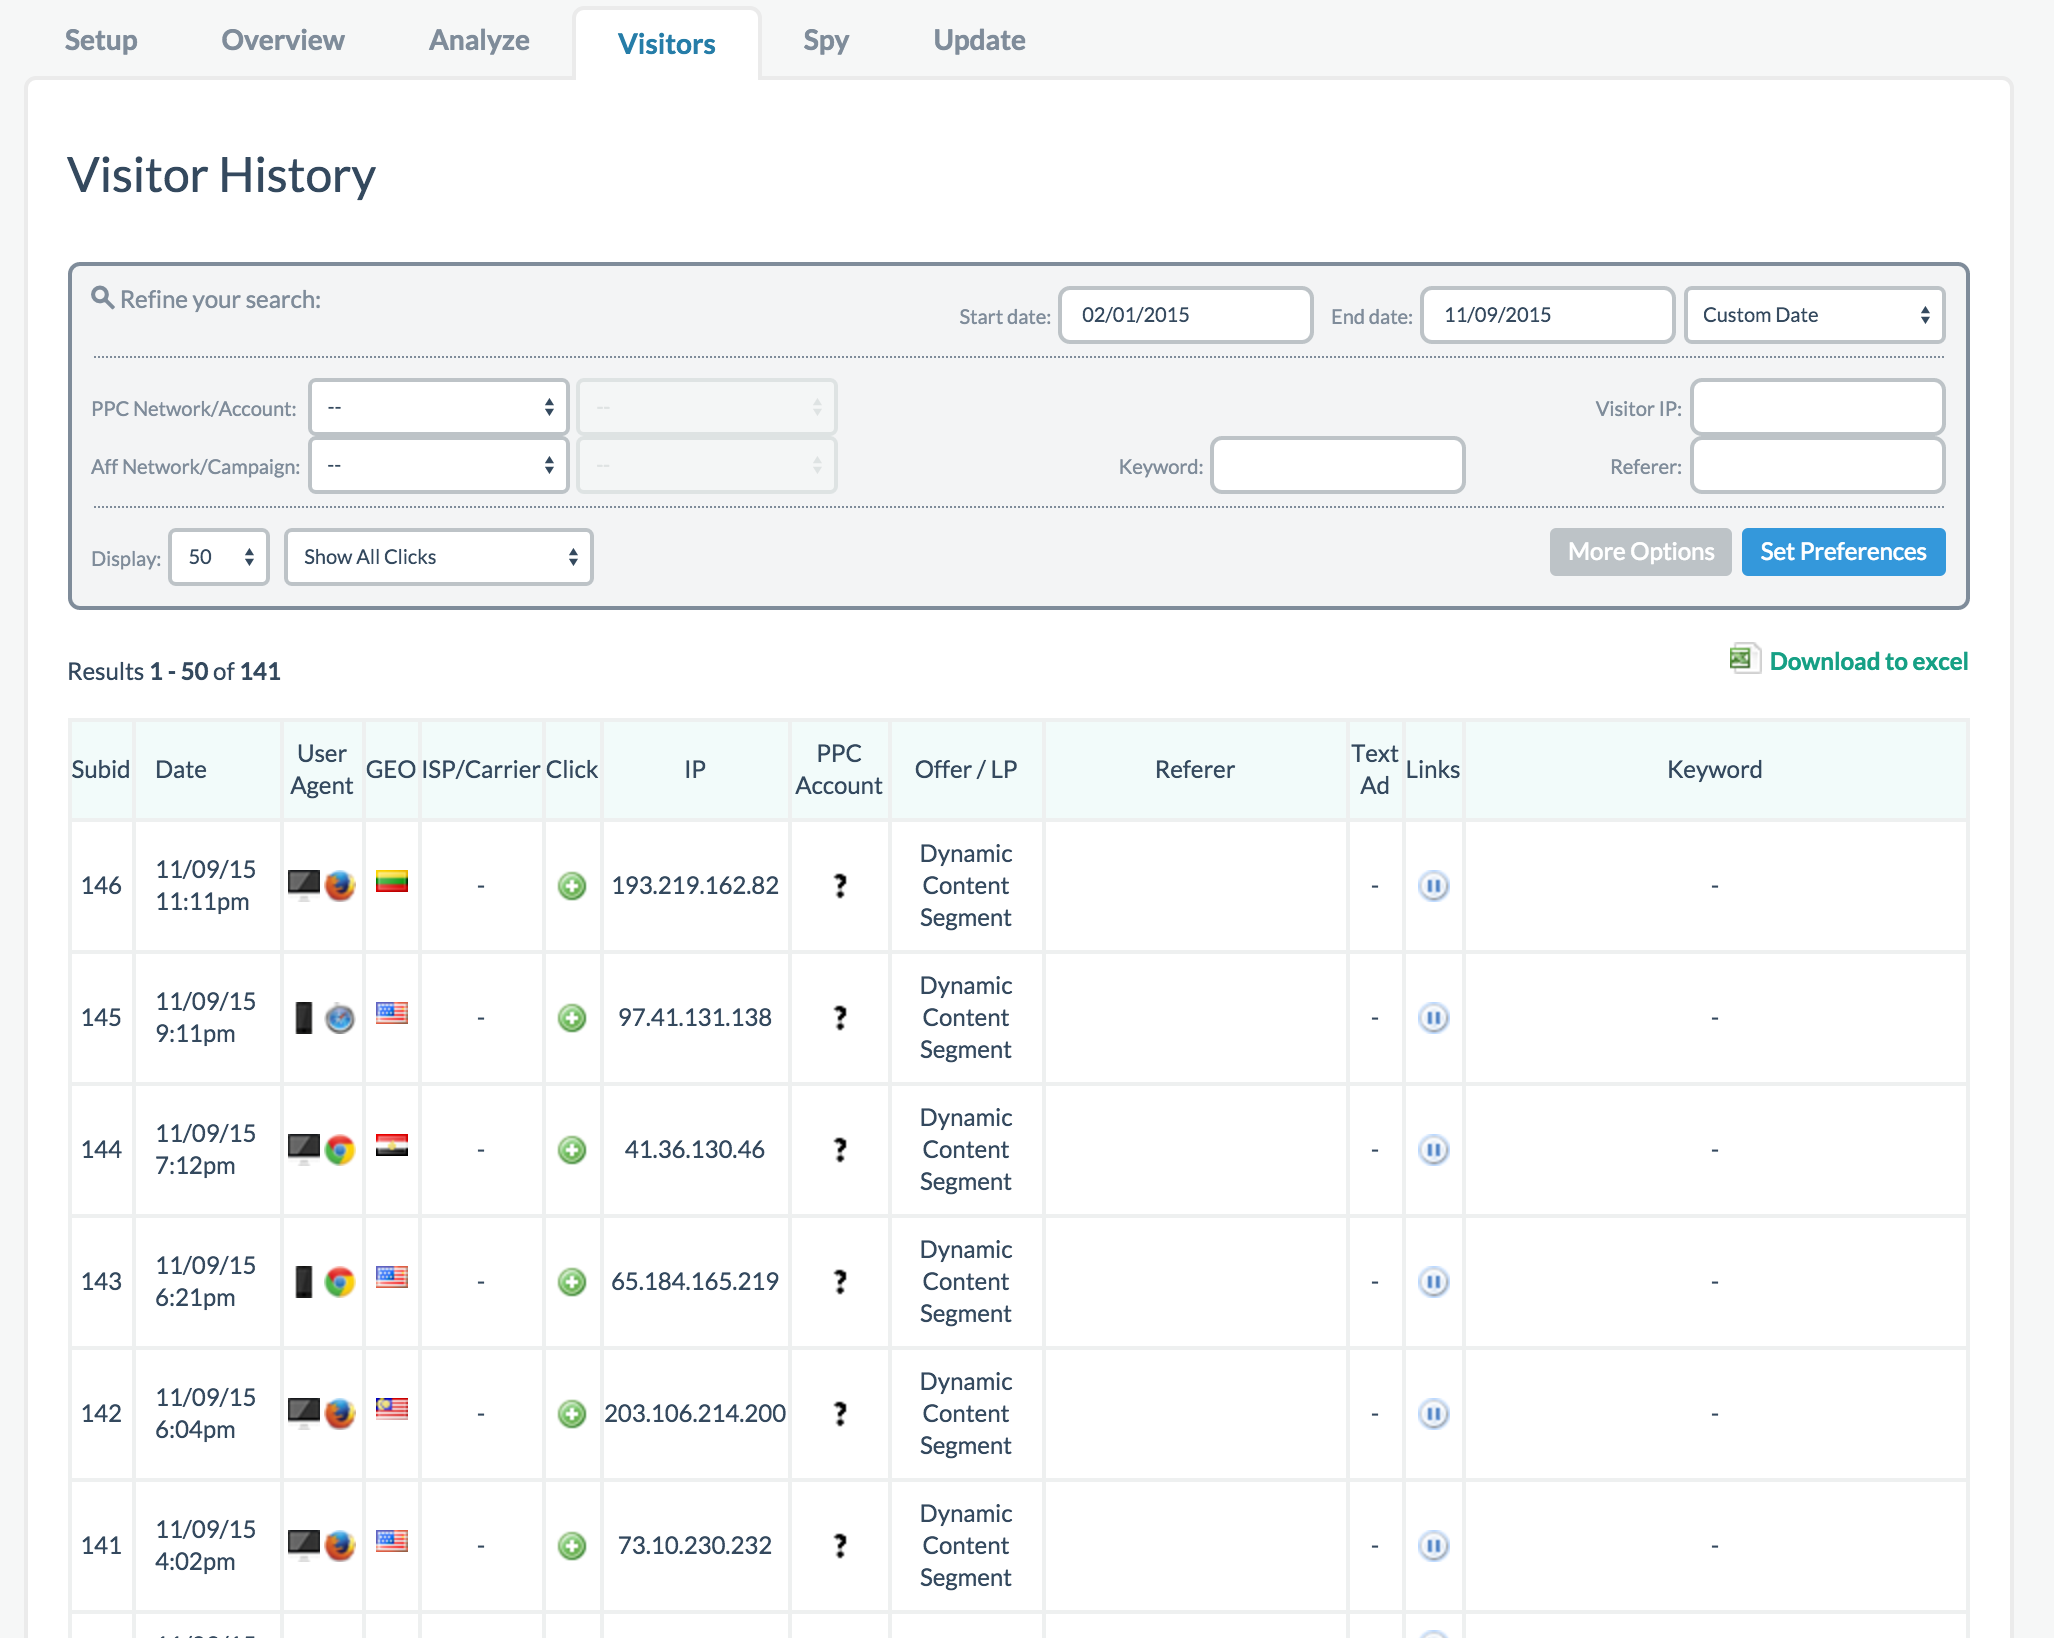 Setup Overview Analyze Visitors Spy Update
Visitor History
Refine your search:
Start date: 02/01/2015 End date: 11/09/2015 Custom Date
PPC Network/Account: -- -- Visitor IP:
Aff Network/Campaign: -- -- Keyword: Referer:
Display: 50 Show All Clicks More Options Set Preferences
Results 1 - 50 of 141 Download to excel
Subid Date User Agent GEO ISP/Carrier Click IP PPC Account Offer / LP Referer Text Ad Links Keyword
146 11/09/15 11:11pm - 193.219.162.82 ? Dynamic Content Segment - -
145 11/09/15 9:11pm - 97.41.131.138 ? Dynamic Content Segment - -
144 11/09/15 7:12pm - 41.36.130.46 ? Dynamic Content Segment - -
143 11/09/15 6:21pm - 65.184.165.219 ? Dynamic Content Segment - -
142 11/09/15 6:04pm - 203.106.214.200 ? Dynamic Content Segment - -
141 11/09/15 4:02pm - 73.10.230.232 ? Dynamic Content Segment - -